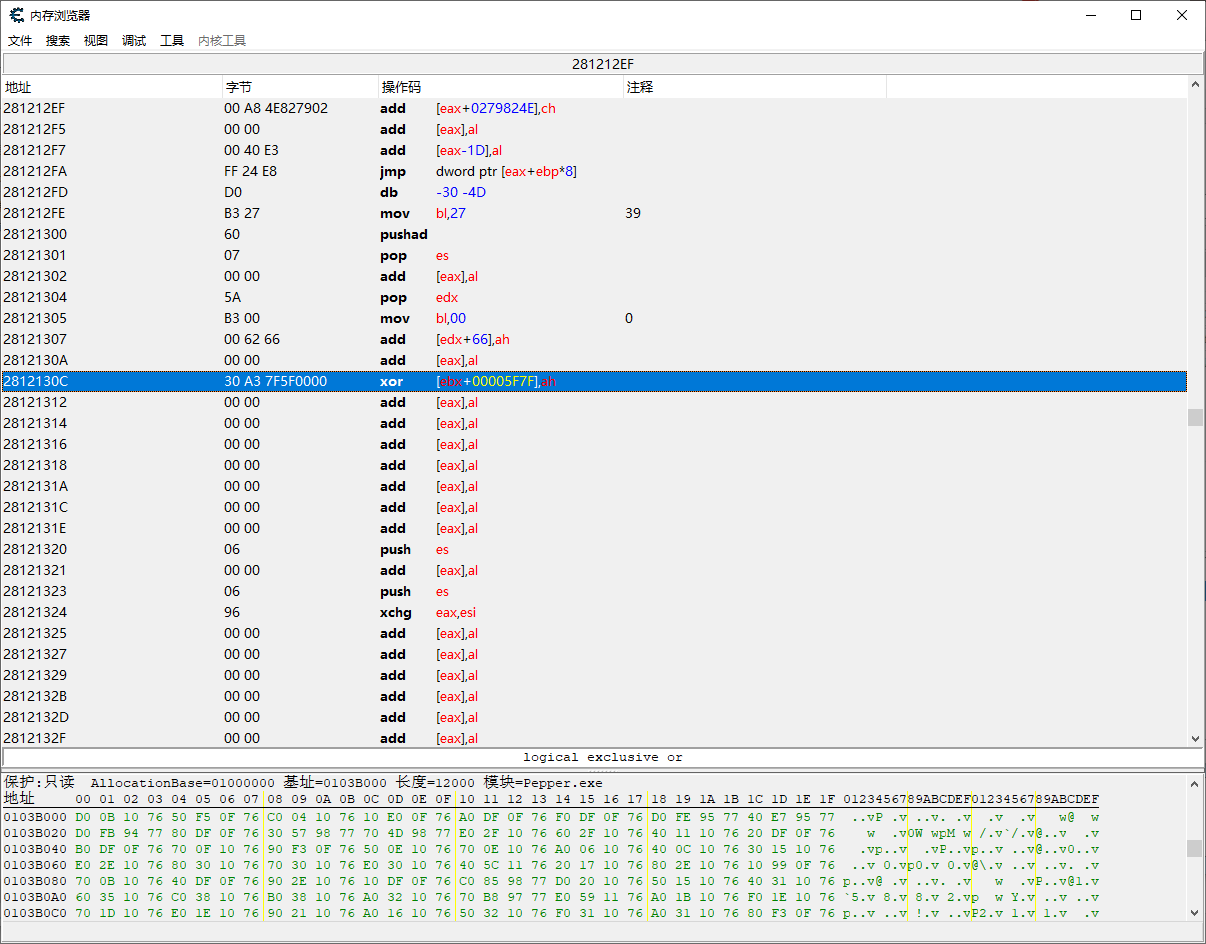 内存浏览器
文件 搜索 视图 调试 工具 内核工具
281212EF
地址 字节 操作码 注释
281212EF 00 A8 4E827902 add [eax+0279824E],ch
281212F5 00 00 add [eax],al
281212F7 00 40 E3 add [eax-1D],al
281212FA FF 24 E8 jmp dword ptr [eax+ebp*8]
281212FD D0 db -30 -4D
281212FE B3 27 mov bl,27 39
28121300 60 pushad
28121301 07 pop es
28121302 00 00 add [eax],al
28121304 5A pop edx
28121305 B3 00 mov bl,00 0
28121307 00 62 66 add [edx+66],ah
2812130A 00 00 add [eax],al
2812130C 30 A3 7F5F0000 xor [ebx+00005F7F],ah
28121312 00 00 add [eax],al
28121314 00 00 add [eax],al
28121316 00 00 add [eax],al
28121318 00 00 add [eax],al
2812131A 00 00 add [eax],al
2812131C 00 00 add [eax],al
2812131E 00 00 add [eax],al
28121320 06 push es
28121321 00 00 add [eax],al
28121323 06 push es
28121324 96 xchg eax,esi
28121325 00 00 add [eax],al
28121327 00 00 add [eax],al
28121329 00 00 add [eax],al
2812132B 00 00 add [eax],al
2812132D 00 00 add [eax],al
2812132F 00 00 add [eax],al
logical exclusive or
保护:只读 AllocationBase=01000000 基址=0103B000 长度=12000 模块=Pepper.exe
地址 00 01 02 03 04 05 06 07 08 09 0A 0B 0C 0D 0E 0F 10 11 12 13 14 15 16 17 18 19 1A 1B 1C 1D 1E 1F 0123456789ABCDEF0123456789ABCDEF
0103B000 D0 0B 10 76 50 F5 0F 76 C0 04 10 76 10 E0 0F 76 A0 DF 0F 76 F0 DF 0F 76 D0 FE 95 77 40 E7 95 77 ..vP .v ..v. .v .v .v w@ w
0103B020 D0 FB 94 77 80 DF 0F 76 30 57 98 77 70 4D 98 77 E0 2F 10 76 60 2F 10 76 40 11 10 76 20 DF 0F 76 w .v0W wpM w /.v`/.v@..v .v
0103B040 B0 DF 0F 76 70 0F 10 76 90 F3 0F 76 50 0E 10 76 70 0E 10 76 A0 06 10 76 40 0C 10 76 30 15 10 76 .vp..v .vP..vp..v ..v@..v0..v
0103B060 E0 2E 10 76 80 30 10 76 70 30 10 76 E0 30 10 76 40 5C 11 76 20 17 10 76 80 2E 10 76 10 99 0F 76 ..v 0.vp0.v 0.v@\.v ..v ..v. .v
0103B080 70 0B 10 76 40 DF 0F 76 90 2E 10 76 10 DF 0F 76 C0 85 98 77 D0 20 10 76 50 15 10 76 40 31 10 76 p..v@ .v ..v. .v w .vP..v@1.v
0103B0A0 60 35 10 76 C0 38 10 76 B0 38 10 76 A0 32 10 76 70 B8 97 77 E0 59 11 76 A0 1B 10 76 F0 1E 10 76 `5.v 8.v 8.v 2.vp w Y.v ..v ..v
0103B0C0 70 1D 10 76 E0 1E 10 76 90 21 10 76 A0 16 10 76 50 32 10 76 F0 31 10 76 A0 31 10 76 80 F3 0F 76 p..v ..v !.v ..vP2.v 1.v 1.v .v